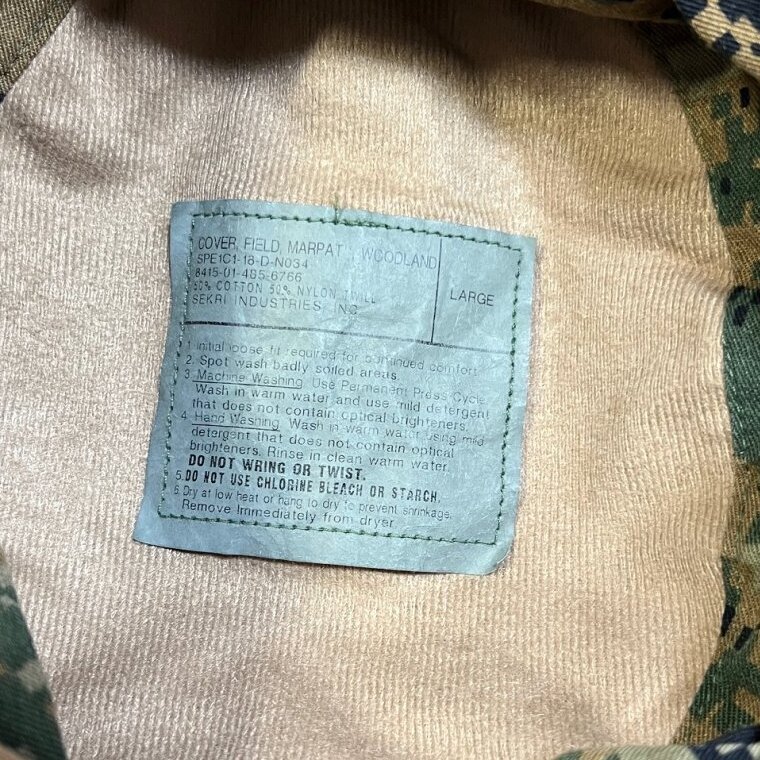 COVER, FIELD, MARPAT, WOODLAND
SPE1C1-18-D-N034
8415-01-485-6766
50% COTTON 50% NYLON TWILL
SEKRI INDUSTRIES, INC
LARGE
1. Initial loose fit required for continued comfort.
2. Spot wash badly soiled areas.
3. Machine Washing: Use Permanent Press Cycle.
Wash in warm water and use mild detergent
that does not contain optical brighteners.
4. Hand Washing: Wash in warm water using mild
detergent that does not contain optical
brighteners. Rinse in clean warm water.
DO NOT WRING OR TWIST.
5. DO NOT USE CHLORINE BLEACH OR STARCH.
6. Dry at low heat or hang to dry to prevent shrinkage.
Remove Immediately from dryer.